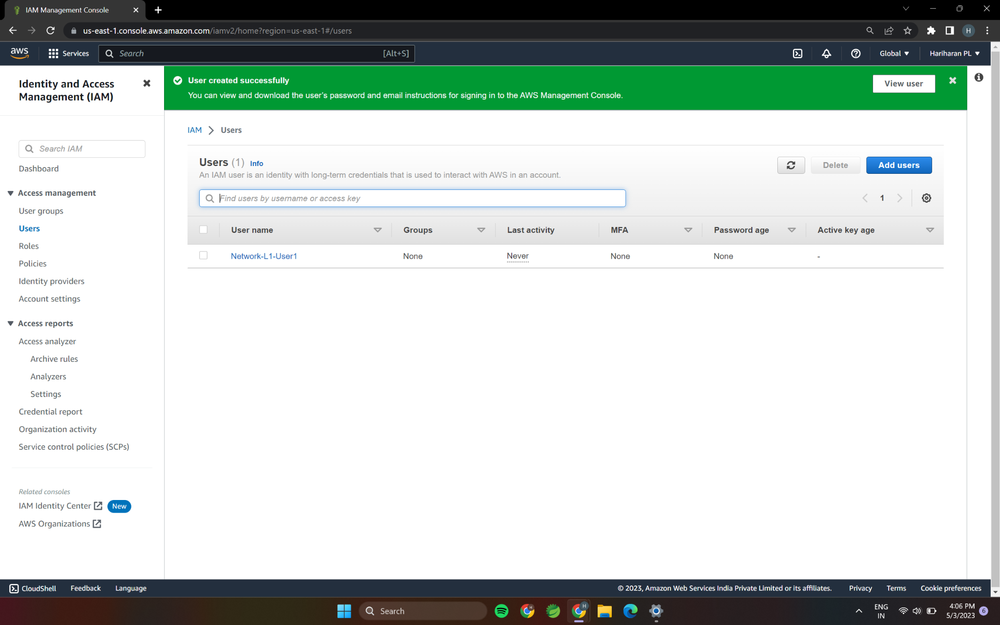 IAM Management Console
us-east-1.console.aws.amazon.com/iamv2/home?region=us-east-1#/users
H
aws
Services
Search
[Alt+S]
Global
Hariharan PL
Identity and Access
Management (IAM)
Search IAM
Dashboard
Access management
User groups
Users
Roles
Policies
Identity providers
Account settings
Access reports
Access analyzer
Archive rules
Analyzers
Settings
Credential report
Organization activity
Service control policies (SCPs)
Related consoles
IAM Identity Center New
AWS Organizations
User created successfully
You can view and download the user's password and email instructions for signing in to the AWS Management Console.
View user
IAM > Users
Users (1) Info
An IAM user is an identity with long-term credentials that is used to interact with AWS in an account.
Delete
Add users
Find users by username or access key
1
User name Groups Last activity MFA Password age Active key age
Network-L1-User1 None Never None None -
CloudShell Feedback Language
© 2023, Amazon Web Services India Private Limited or its affiliates. Privacy Terms Cookie preferences
Search
H
H
ENG
IN
4:06 PM
5/3/2023
6